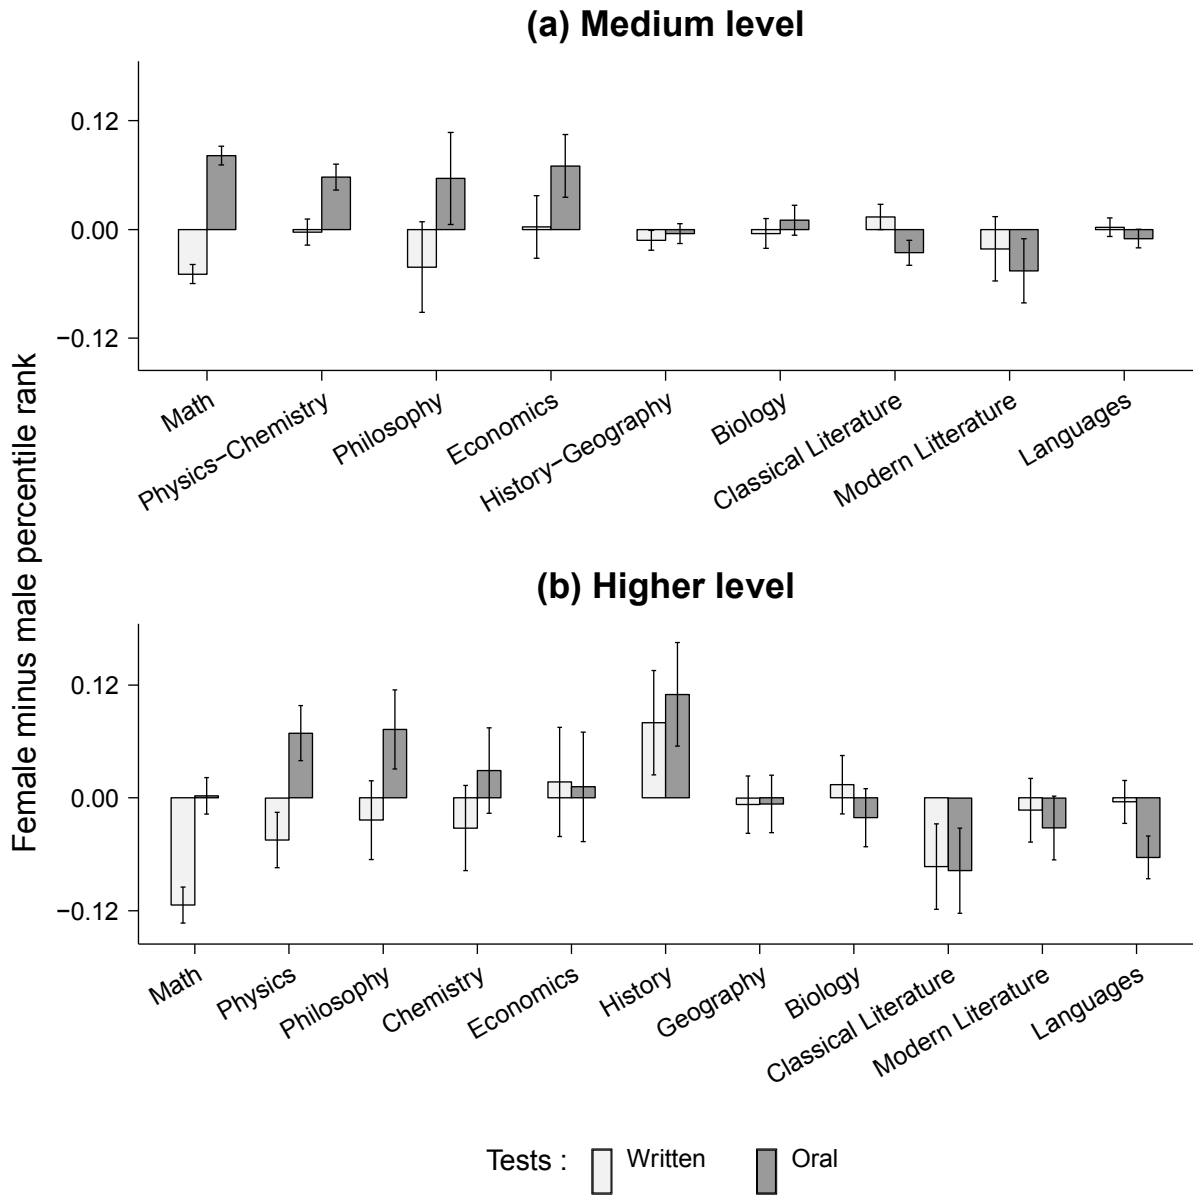 (a) Medium level
Female minus male percentile rank
0.12
0.00
−0.12
Math
Physics−Chemistry
Philosophy
Economics
History−Geography
Biology
Classical Literature
Modern Litterature
Languages
(b) Higher level
0.12
0.00
−0.12
Math
Physics
Philosophy
Chemistry
Economics
History
Geography
Biology
Classical Literature
Modern Literature
Languages
Tests : Written Oral